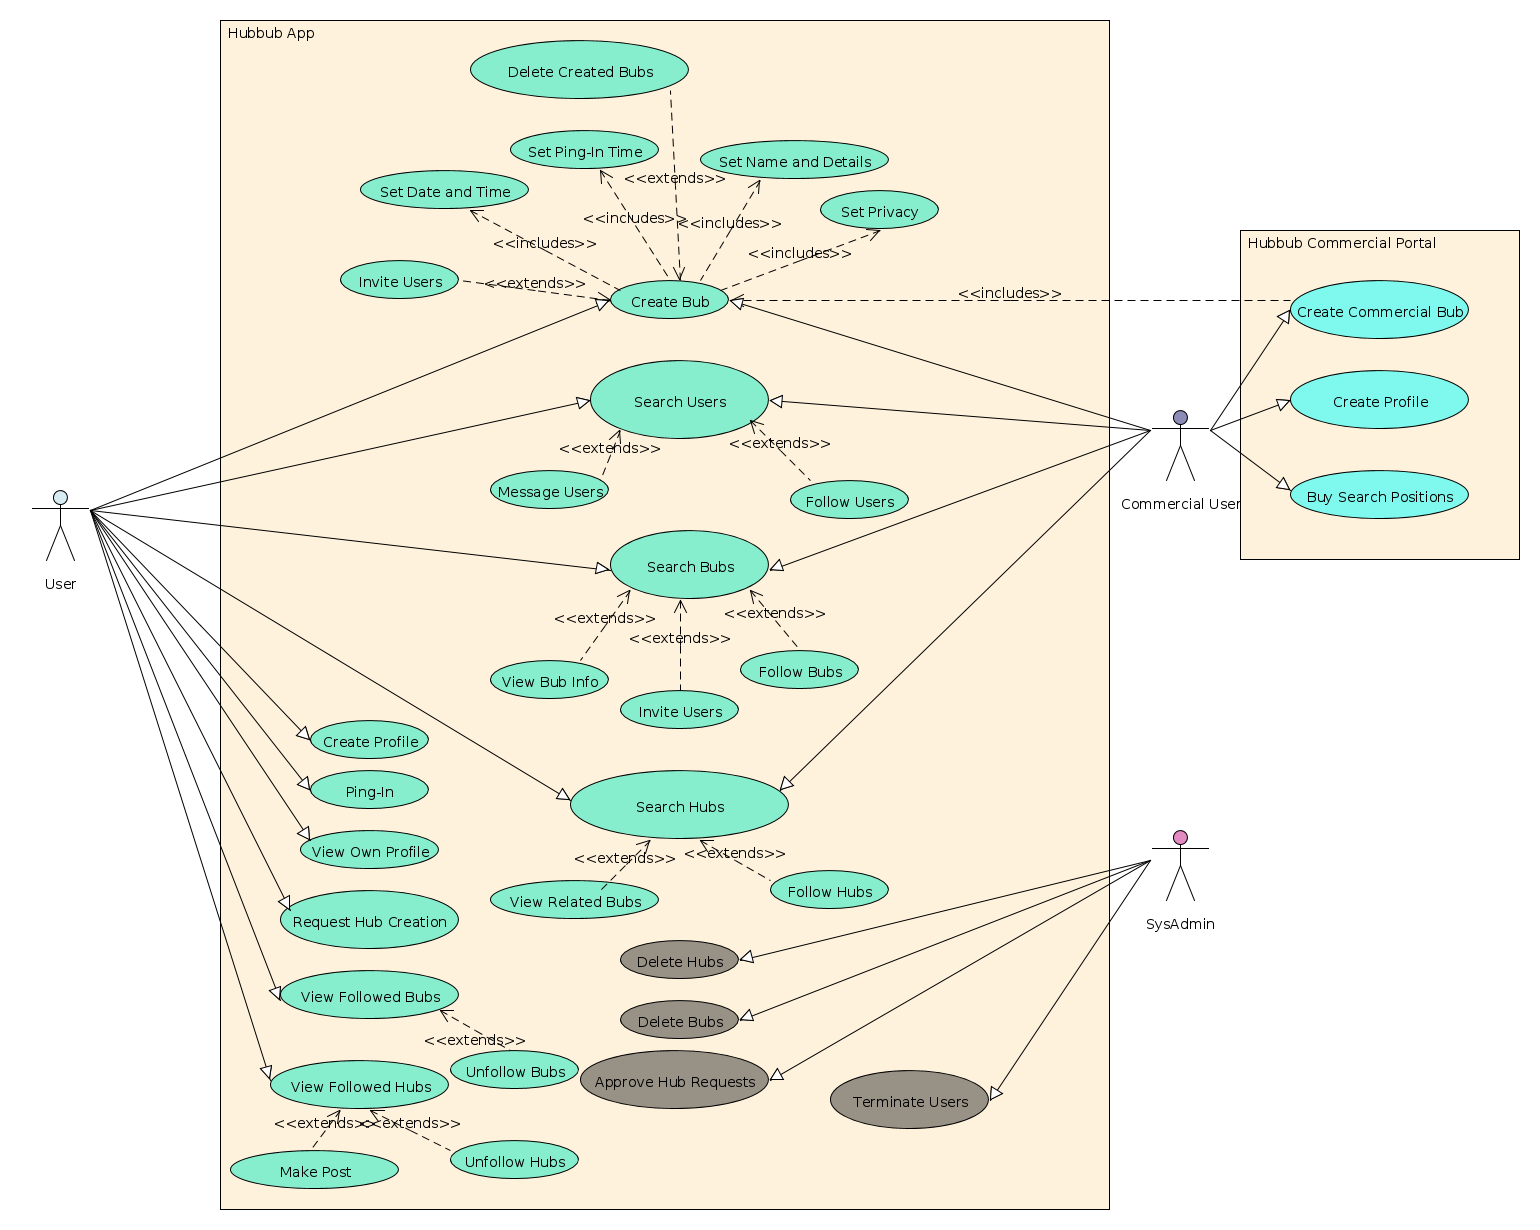 Hubbub App
Delete Created Bubs
Set Ping-In Time
Set Name and Details
<<extends>>
Set Date and Time
Set Privacy
<<includes>>
<<includes>>
<<includes>>
<<includes>>
Invite Users
<<extends>>
Create Bub
Hubbub Commercial Portal
<<includes>>
Create Commercial Bub
Search Users
Create Profile
<<extends>>
<<extends>>
Message Users
Follow Users
Commercial User
Buy Search Positions
Search Bubs
User
<<extends>>
<<extends>>
<<extends>>
View Bub Info
Follow Bubs
Invite Users
Create Profile
Ping-In
Search Hubs
View Own Profile
<<extends>>
<<extends>>
View Related Bubs
Follow Hubs
Request Hub Creation
SysAdmin
Delete Hubs
View Followed Bubs
Delete Bubs
<<extends>>
Unfollow Bubs
Approve Hub Requests
View Followed Hubs
Terminate Users
<<extends>>
<<extends>>
Make Post
Unfollow Hubs